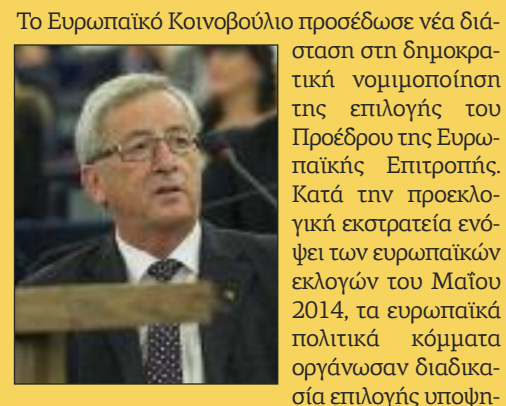 Το Ευρωπαϊκό Κοινοβούλιο προσέδωσε νέα διά-
σταση στη δημοκρα-
τική νομιμοποίηση
της επιλογής του
Προέδρου της Ευρω-
παϊκής Επιτροπής.
Κατά την προεκλο-
γική εκστρατεία ενό-
ψει των ευρωπαϊκών
εκλογών του Μαΐου
2014, τα ευρωπαϊκά
πολιτικά κόμματα
οργάνωσαν διαδικα-
σία επιλογής υποψη-